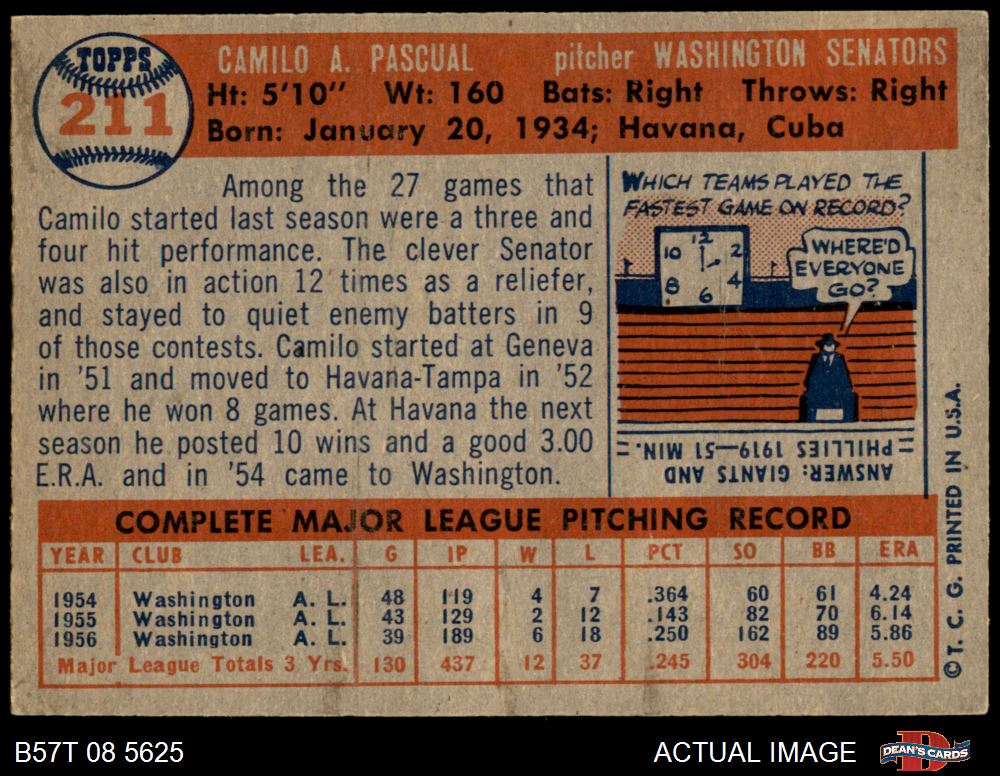 TOPPS
211
CAMILO A. PASCUAL pitcher WASHINGTON SENATORS
Ht: 5'10" Wt: 160 Bats: Right Throws: Right
Born: January 20, 1934; Havana, Cuba
Among the 27 games that
Camilo started last season were a three and
four hit performance. The clever Senator
was also in action 12 times as a reliefer,
and stayed to quiet enemy batters in 9
of those contests. Camilo started at Geneva
in '51 and moved to Havana-Tampa in '52
where he won 8 games. At Havana the next
season he posted 10 wins and a good 3.00
E.R.A. and in '54 came to Washington.
WHICH TEAMS PLAYED THE
FASTEST GAME ON RECORD?
12
10 2
8 4
6
WHERE'D
EVERYONE
GO?
ANSWER: GIANTS AND
PHILLIES 1919—51 MIN.
COMPLETE MAJOR LEAGUE PITCHING RECORD
YEAR CLUB LEA. G IP W L PCT SO BB ERA
1954 Washington A. L. 48 119 4 7 .364 60 61 4.24
1955 Washington A. L. 43 129 2 12 .143 82 70 6.14
1956 Washington A. L. 39 189 6 18 .250 162 89 5.86
Major League Totals 3 Yrs. 130 437 12 37 .245 304 220 5.50
© T. C. G. PRINTED IN U.S.A.
B57T 08 5625 ACTUAL IMAGE
D
DEAN'S CARDS